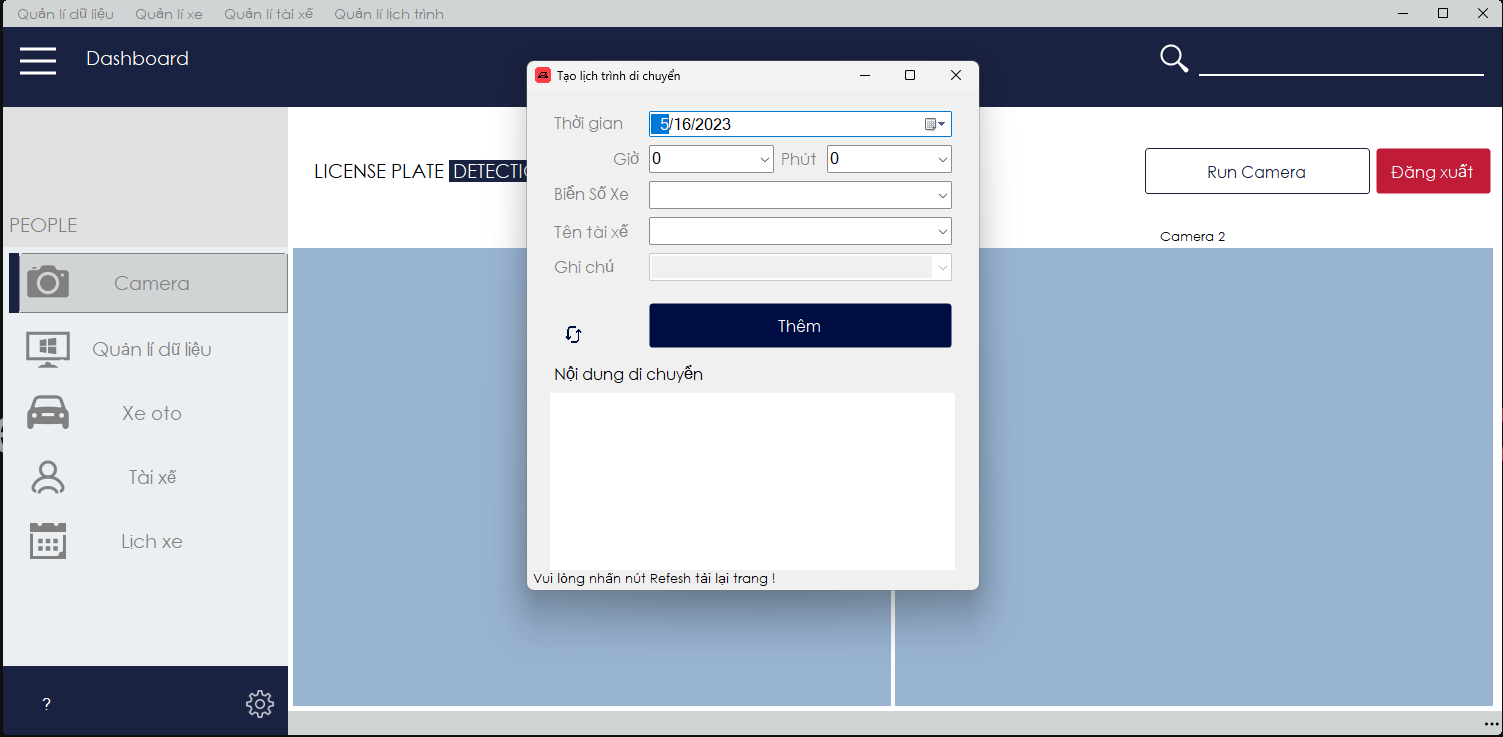 Quản lí dữ liệu Quản lí xe Quản lí tài xế Quản lí lịch trình
Dashboard
Tạo lịch trình di chuyển
Thời gian 5/16/2023
Giờ 0 Phút 0
Biển Số Xe
Tên tài xế
Ghi chú
Thêm
Nội dung di chuyển
Vui lòng nhấn nút Refesh tải lại trang !
LICENSE PLATE
Run Camera Đăng xuất
Camera 2
PEOPLE
Camera
Quản lí dữ liệu
Xe oto
Tài xế
Lich xe
?